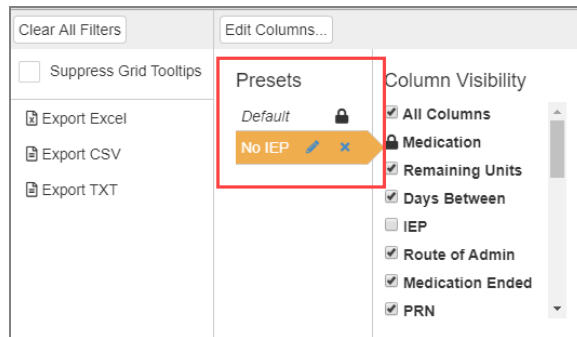 Clear All Filters
Edit Columns...
Suppress Grid Tooltips
Export Excel
Export CSV
Export TXT
Presets
Default
No IEP
Column Visibility
All Columns
Medication
Remaining Units
Days Between
IEP
Route of Admin
Medication Ended
PRN